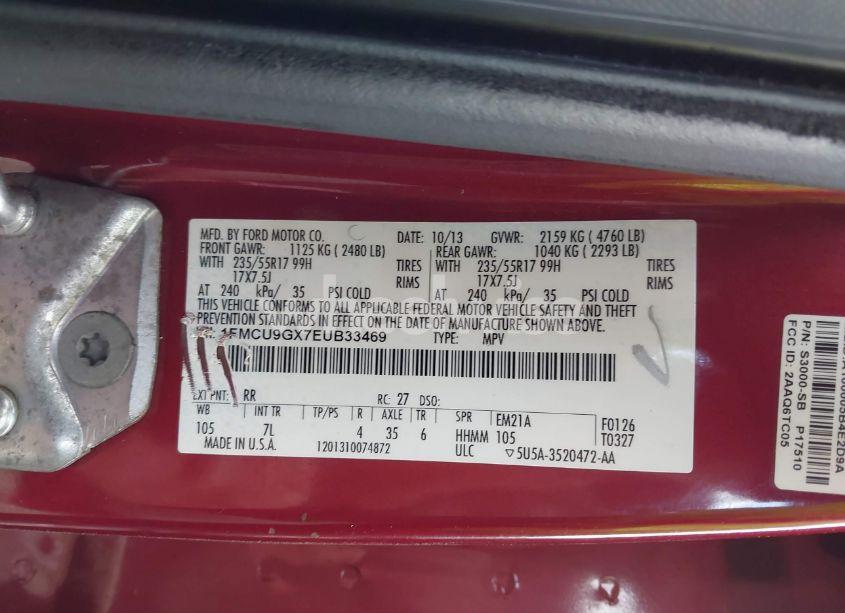 MFD. BY FORD MOTOR CO. DATE: 10/13 GVWR: 2159 KG ( 4760 LB)
FRONT GAWR: 1125 KG ( 2480 LB) REAR GAWR: 1040 KG ( 2293 LB)
WITH 235/55R17 99H TIRES WITH 235/55R17 99H TIRES
17X7.5J RIMS 17X7.5J RIMS
AT 240 kPa/ 35 PSI COLD AT 240 kPa/ 35 PSI COLD
THIS VEHICLE CONFORMS TO ALL APPLICABLE FEDERAL MOTOR VEHICLE SAFETY AND THEFT
PREVENTION STANDARDS IN EFFECT ON THE DATE OF MANUFACTURE SHOWN ABOVE.
1FMCU9GX7EUB33469 TYPE: MPV
EXT PNT: RR RC: 27 DSO:
WB INT TR TP/PS R AXLE TR SPR EM21A F0126
105 7L 4 35 6 HHMM 105 T0327
MADE IN U.S.A. 1201310074872 ULC ▽5U5A-3520472-AA
P/N: S3000-SB P17510
FCC ID: 2AAQ6TC05